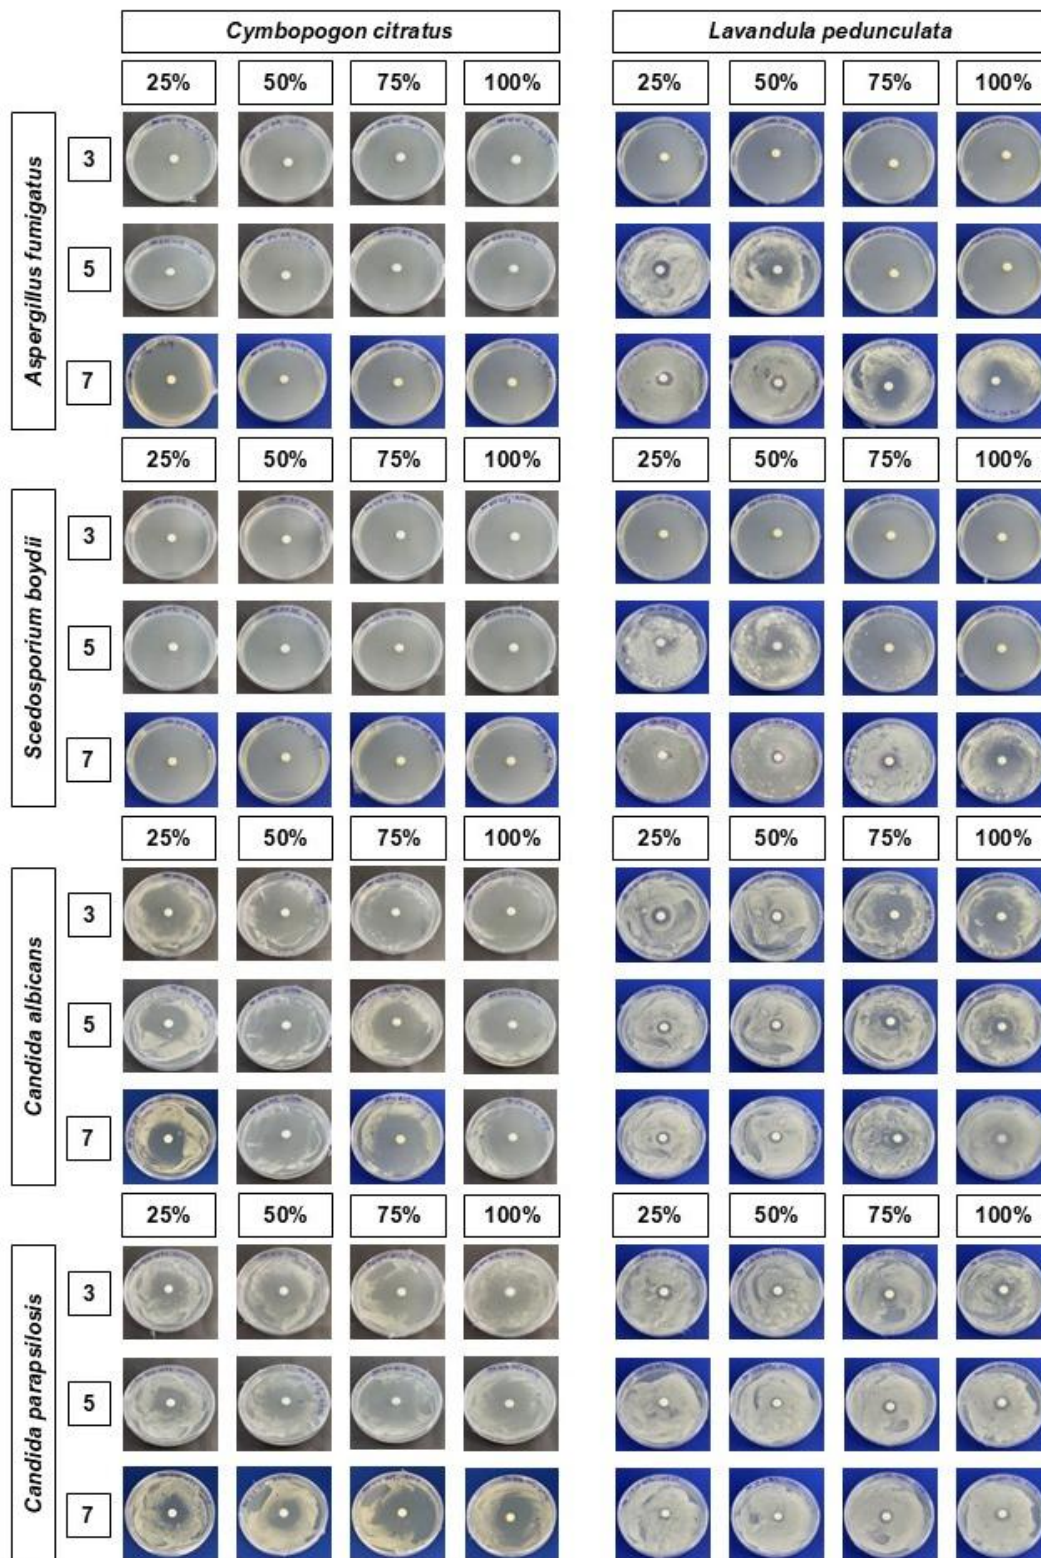 Cymbopogon citratus
Lavandula pedunculata
25% 50% 75% 100% 25% 50% 75% 100%
Aspergillus fumigatus
3
5
7
25% 50% 75% 100% 25% 50% 75% 100%
Scedosporium boydii
3
5
7
25% 50% 75% 100% 25% 50% 75% 100%
Candida albicans
3
5
7
25% 50% 75% 100% 25% 50% 75% 100%
Candida parapsilosis
3
5
7